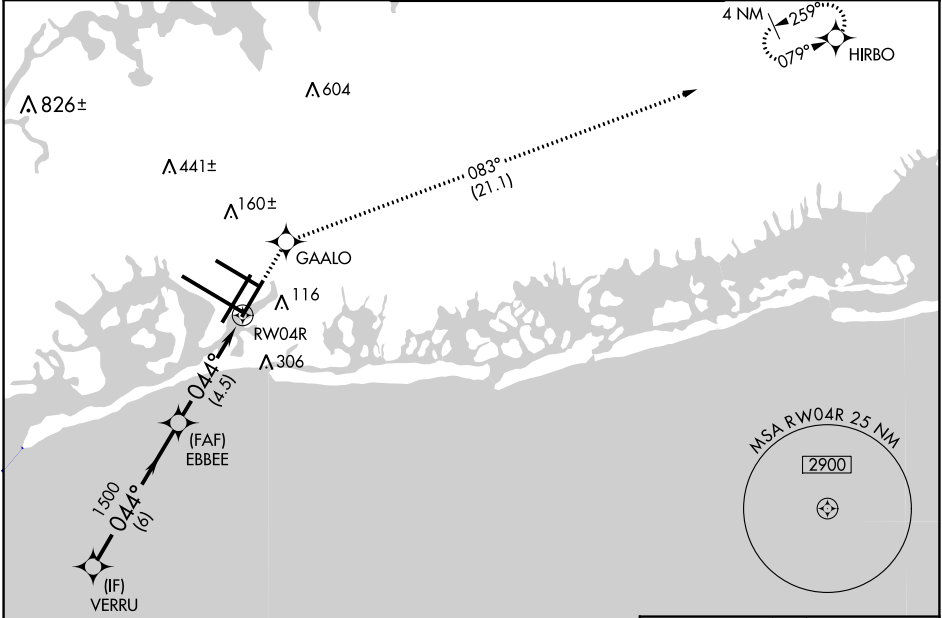 4 NM
259°
079°
HIRBO
604
826±
441±
083°
(21.1)
160±
GAALO
116
RW04R
306
044°
(4.5)
(FAF)
EBBEE
MSA RW04R 25 NM
2900
1500
044°
(6)
(IF)
VERRU